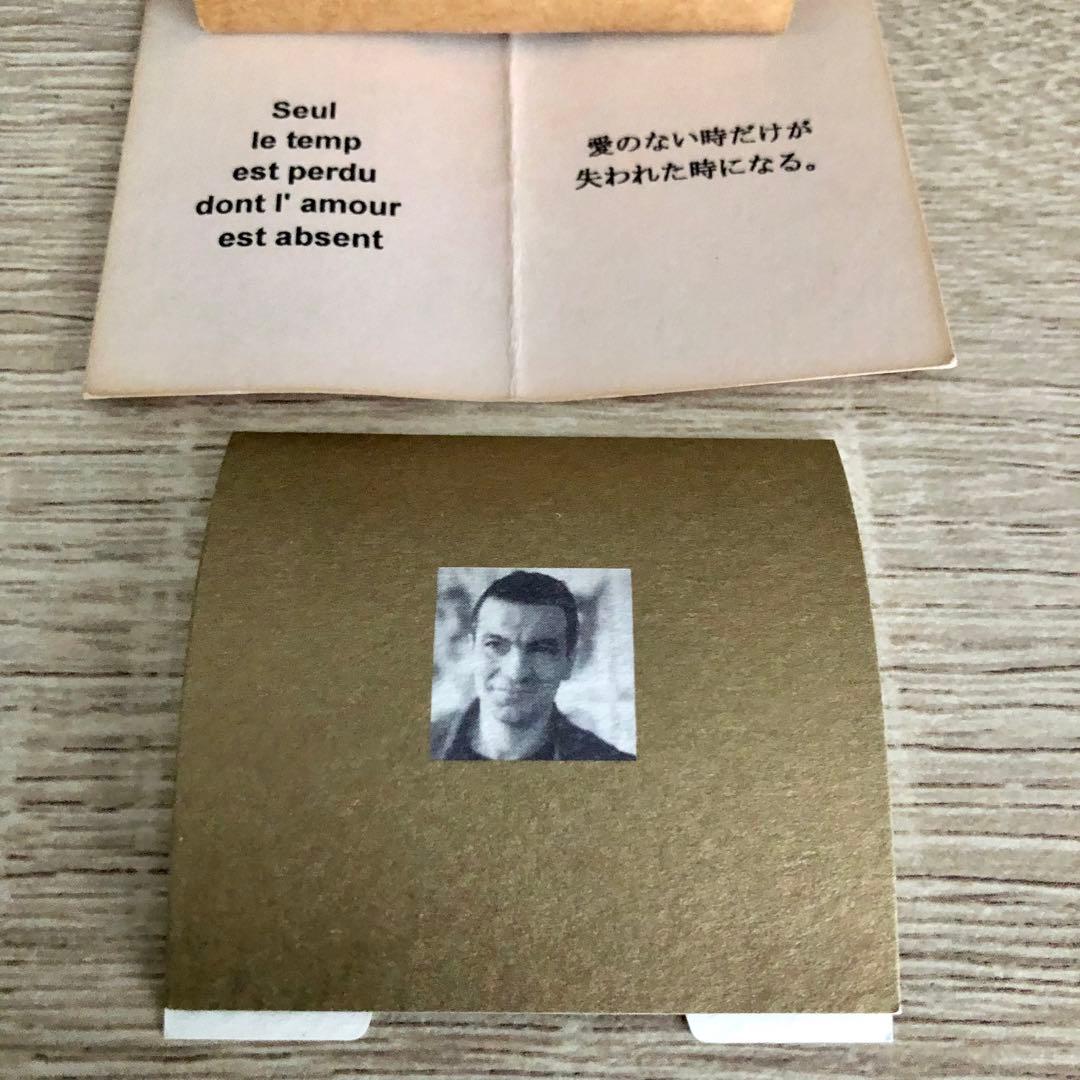 Seul
le temp
est perdu
dont l' amour
est absent
愛のない時だけが
失われた時になる。